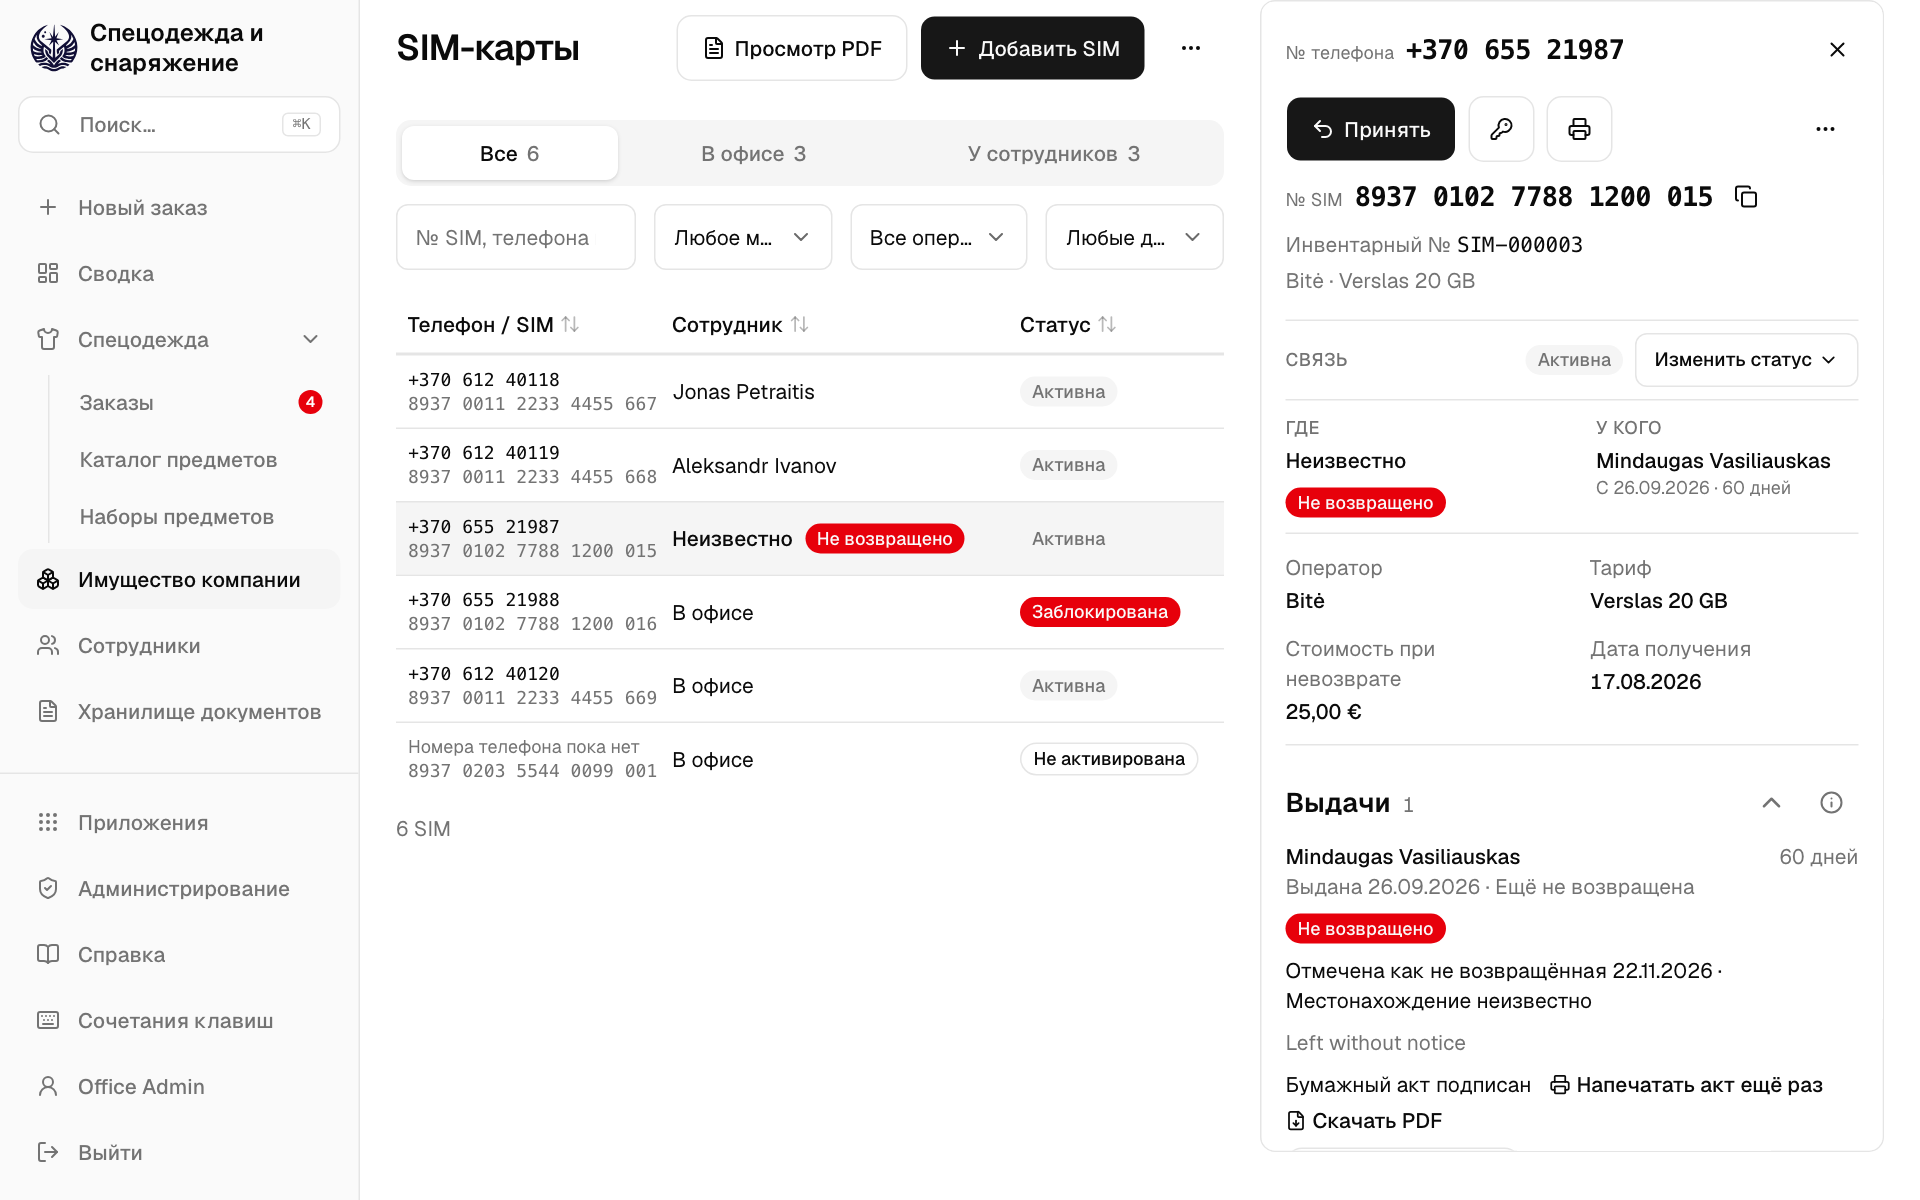 Спецодежда и
снаряжение
Поиск...
⌘K
Новый заказ
Сводка
Спецодежда
Заказы
4
Каталог предметов
Наборы предметов
Имущество компании
Сотрудники
Хранилище документов
Приложения
Администрирование
Справка
Сочетания клавиш
Office Admin
Выйти
SIM-карты
Просмотр PDF
Добавить SIM
Все 6
В офисе 3
У сотрудников 3
№ SIM, телефона
Любое м...
Все опер...
Любые д...
Телефон / SIM
Сотрудник
Статус
+370 612 40118
8937 0011 2233 4455 667
Jonas Petraitis
Активна
+370 612 40119
8937 0011 2233 4455 668
Aleksandr Ivanov
Активна
+370 655 21987
8937 0102 7788 1200 015
Неизвестно
Не возвращено
Активна
+370 655 21988
8937 0102 7788 1200 016
В офисе
Заблокирована
+370 612 40120
8937 0011 2233 4455 669
В офисе
Активна
Номера телефона пока нет
8937 0203 5544 0099 001
В офисе
Не активирована
6 SIM
№ телефона +370 655 21987
Принять
№ SIM 8937 0102 7788 1200 015
Инвентарный № SIM-000003
Bitė · Verslas 20 GB
СВЯЗЬ
Активна
Изменить статус
ГДЕ
Неизвестно
Не возвращено
У КОГО
Mindaugas Vasiliauskas
С 26.09.2026 · 60 дней
Оператор
Bitė
Тариф
Verslas 20 GB
Стоимость при
невозврате
25,00 €
Дата получения
17.08.2026
Выдачи 1
Mindaugas Vasiliauskas
60 дней
Выдана 26.09.2026 · Ещё не возвращена
Не возвращено
Отмечена как не возвращённая 22.11.2026 ·
Местонахождение неизвестно
Left without notice
Бумажный акт подписан
Напечатать акт ещё раз
Скачать PDF